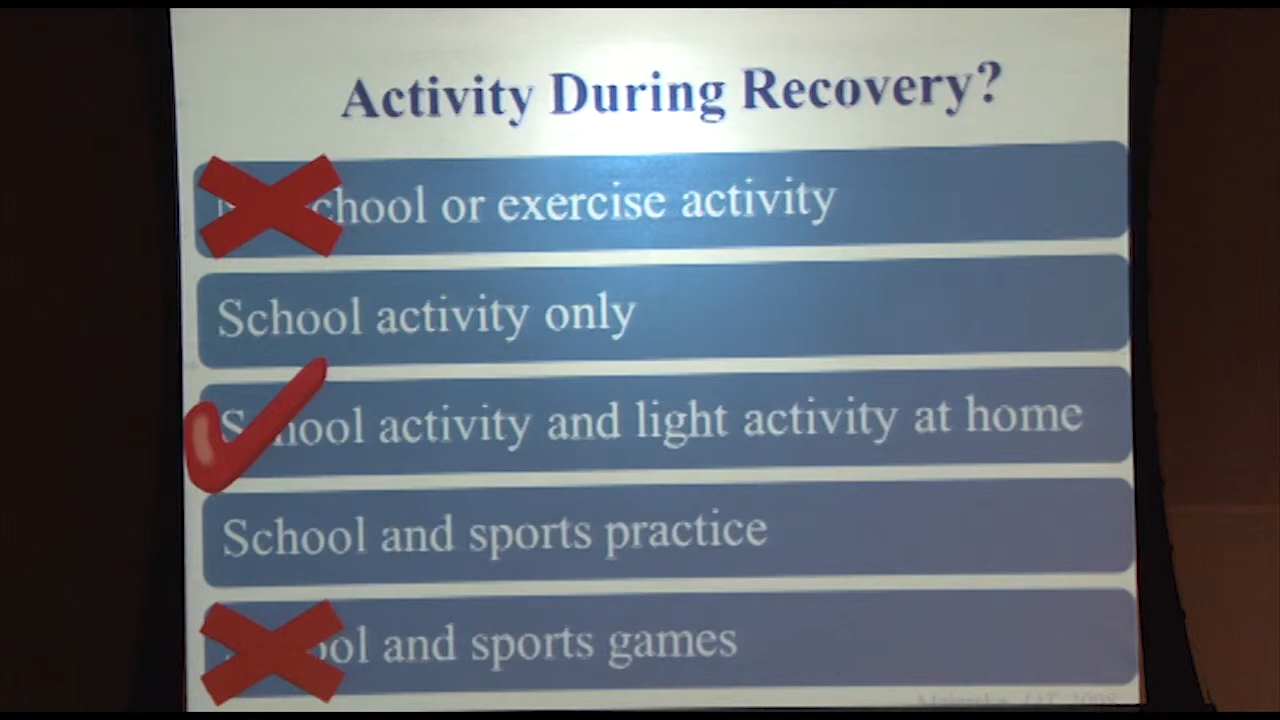 Activity During Recovery?
or exercise activity
School activity only
School activity and light activity at home
School and sports practice
and sports games